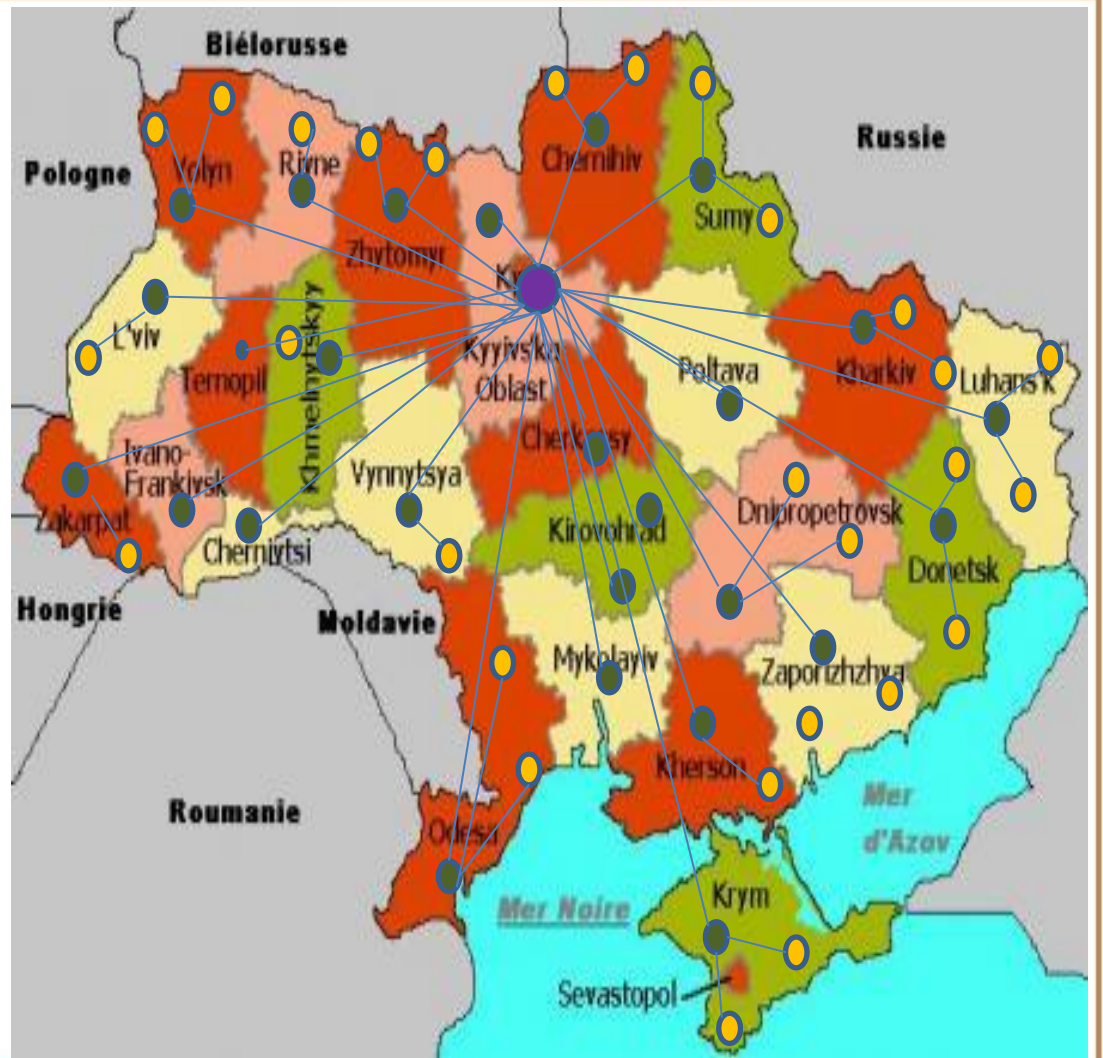 Biélorusse
Russie
Pologne
Volyn
Rivne
Chernihiv
Sumy
Zhytomyr
L'viv
Ternopil
Khmelnytskyy
Kyyivska
Oblast
Poltava
Kharkiv
Luhans'k
Ivano-
Frankivsk
Vynnytsya
Cherkasy
Zakarpat
Chernivtsi
Kirovohrad
Dnipropetrovsk
Donetsk
Hongrie
Moldavie
Mykolayiv
Zaporizhzhya
Kherson
Roumanie
Odesa
Mer
d'Azov
Mer Noire
Krym
Sevastopol